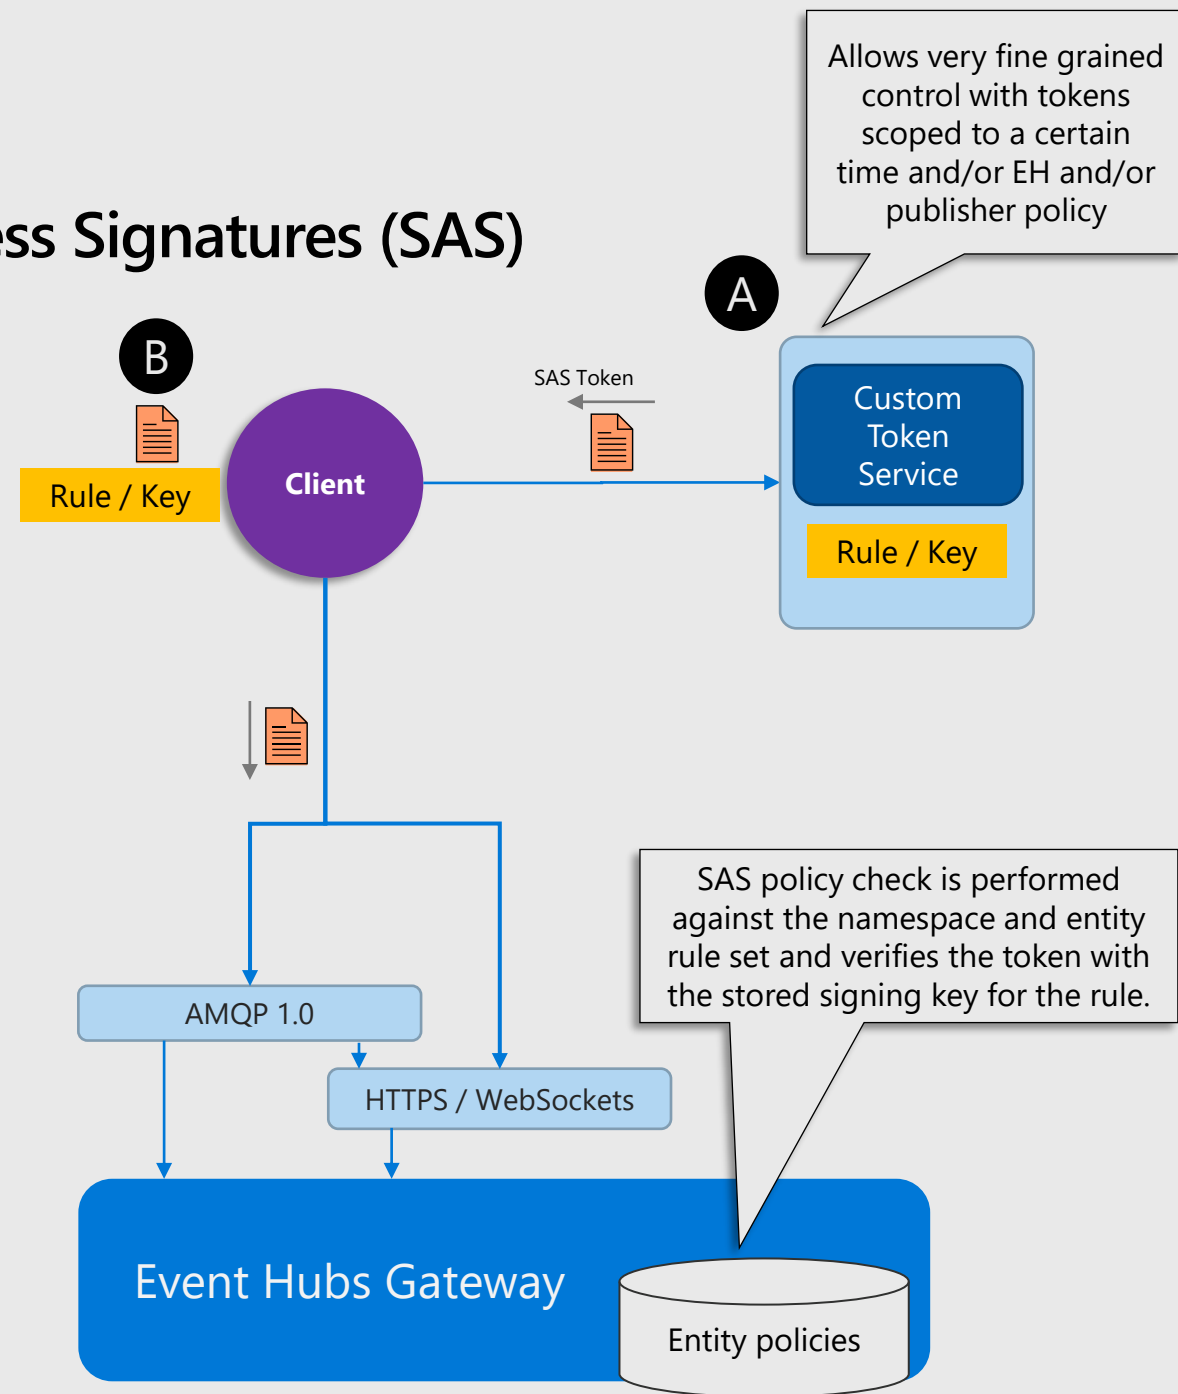 Allows very fine grained
control with tokens
scoped to a certain
time and/or EH and/or
publisher policy
ess Signatures (SAS)
A
B
SAS Token
Custom
Token
Service
Client
Rule / Key
Rule / Key
SAS policy check is performed
against the namespace and entity
rule set and verifies the token with
the stored signing key for the rule.
AMQP 1.0
HTTPS / WebSockets
Event Hubs Gateway
Entity policies